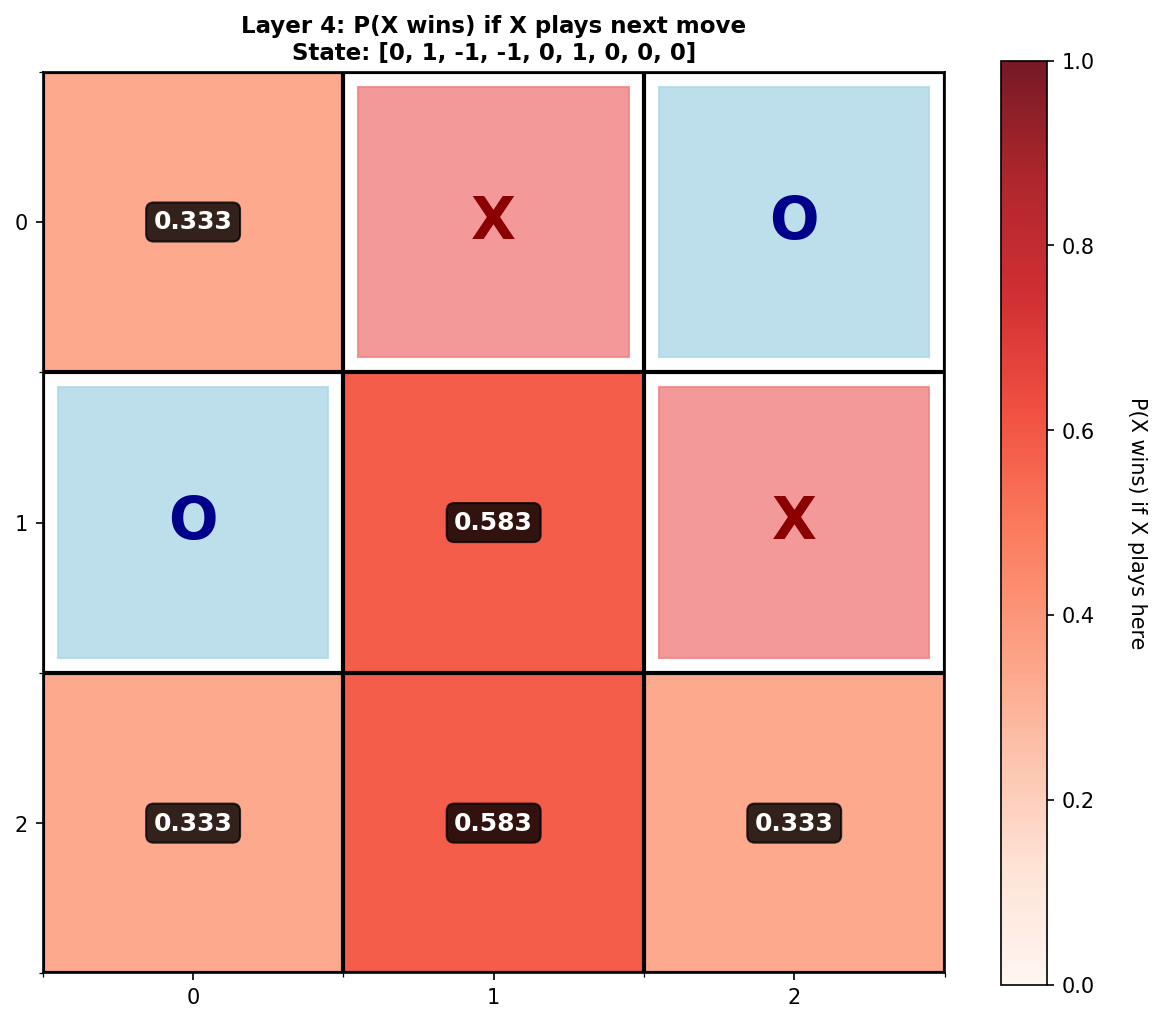 Layer 4: P(X wins) if X plays next move
State: [0, 1, -1, -1, 0, 1, 0, 0, 0]
0
0.333
X
O
1
O
0.583
X
2
0.333
0.583
0.333
0
1
2
1.0
0.8
0.6
0.4
0.2
0.0
P(X wins) if X plays here